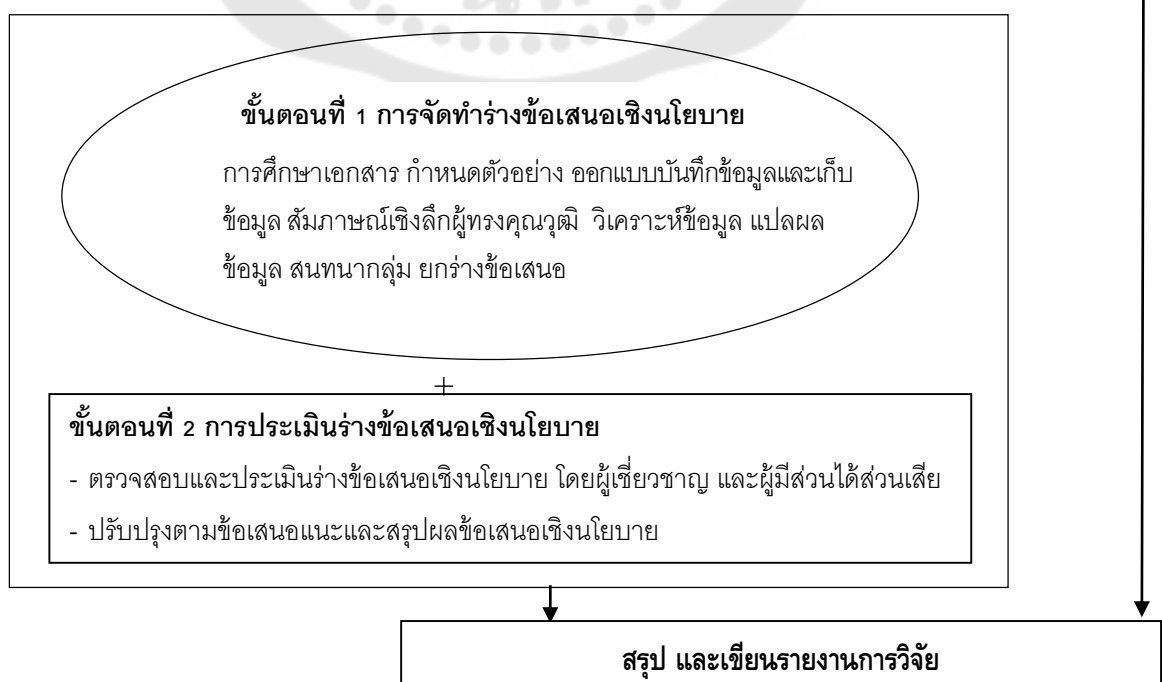 ขั้นตอนที่ 1 การจัดทำร่างข้อเสนอเชิงนโยบาย
การศึกษาเอกสาร กำหนดตัวอย่าง ออกแบบบันทึกข้อมูลและเก็บ
ข้อมูล สัมภาษณ์เชิงลึกผู้ทรงคุณวุฒิ วิเคราะห์ข้อมูล แปลผล
ข้อมูล สนทนากลุ่ม ยกร่างข้อเสนอ
+
ขั้นตอนที่ 2 การประเมินร่างข้อเสนอเชิงนโยบาย
- ตรวจสอบและประเมินร่างข้อเสนอเชิงนโยบาย โดยผู้เชี่ยวชาญ และผู้มีส่วนได้ส่วนเสีย
- ปรับปรุงตามข้อเสนอแนะและสรุปผลข้อเสนอเชิงนโยบาย
สรุป และเขียนรายงานการวิจัย